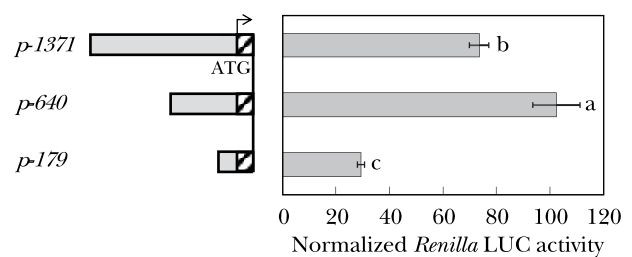 p-1371
ATG
b
p-640
a
p-179
c
0 20 40 60 80 100 120
Normalized Renilla LUC activity